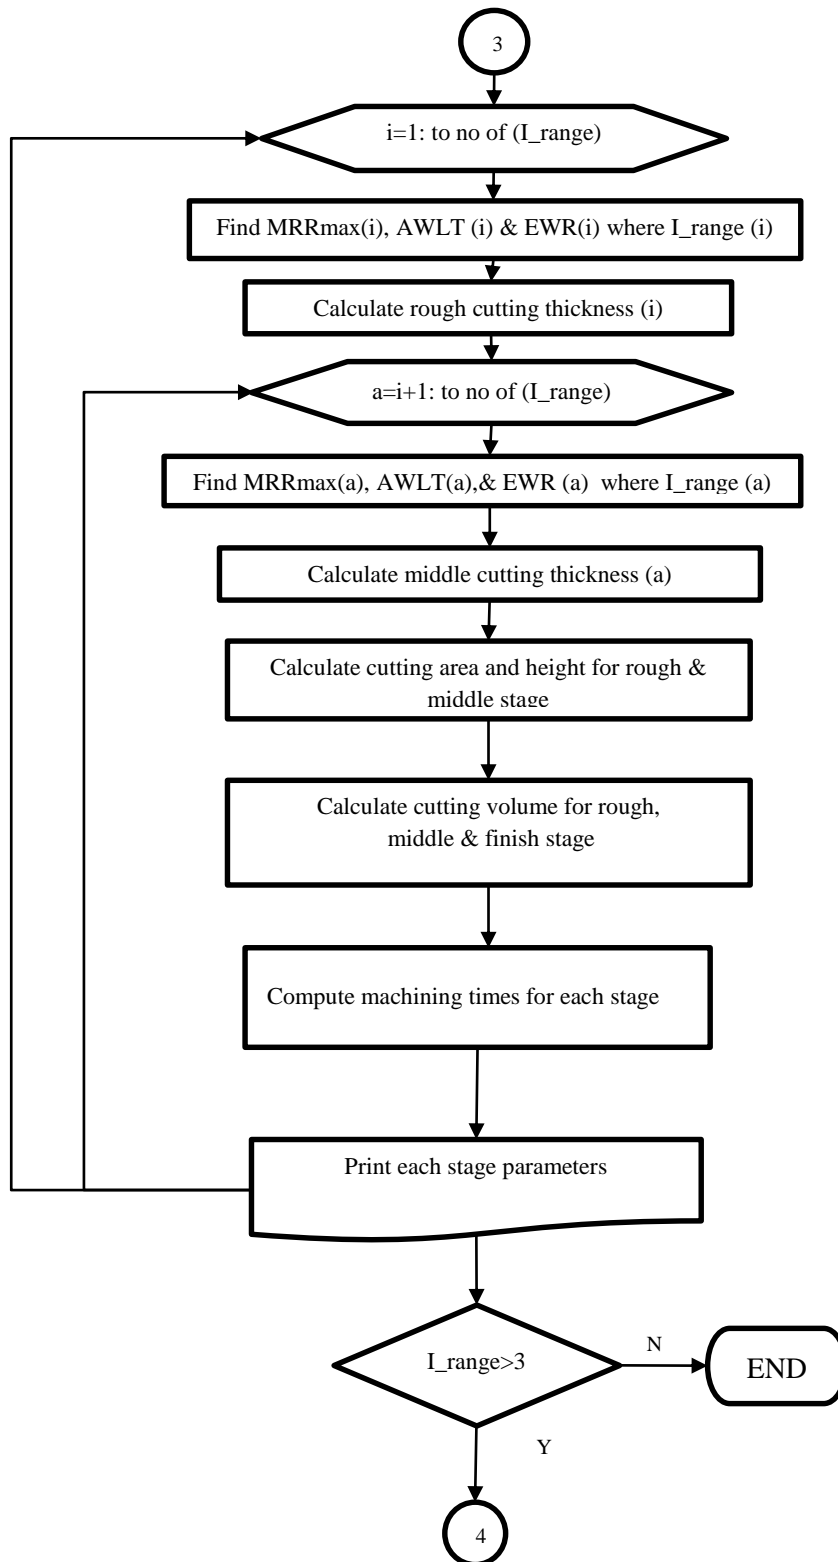 3
i=1: to no of (I_range)
Find MRRmax(i), AWLT (i) & EWR(i) where I_range (i)
Calculate rough cutting thickness (i)
a=i+1: to no of (I_range)
Find MRRmax(a), AWLT(a),& EWR (a)  where I_range (a)
Calculate middle cutting thickness (a)
Calculate cutting area and height for rough &
middle stage
Calculate cutting volume for rough,
middle & finish stage
Compute machining times for each stage
Print each stage parameters
I_range>3
N
END
Y
4